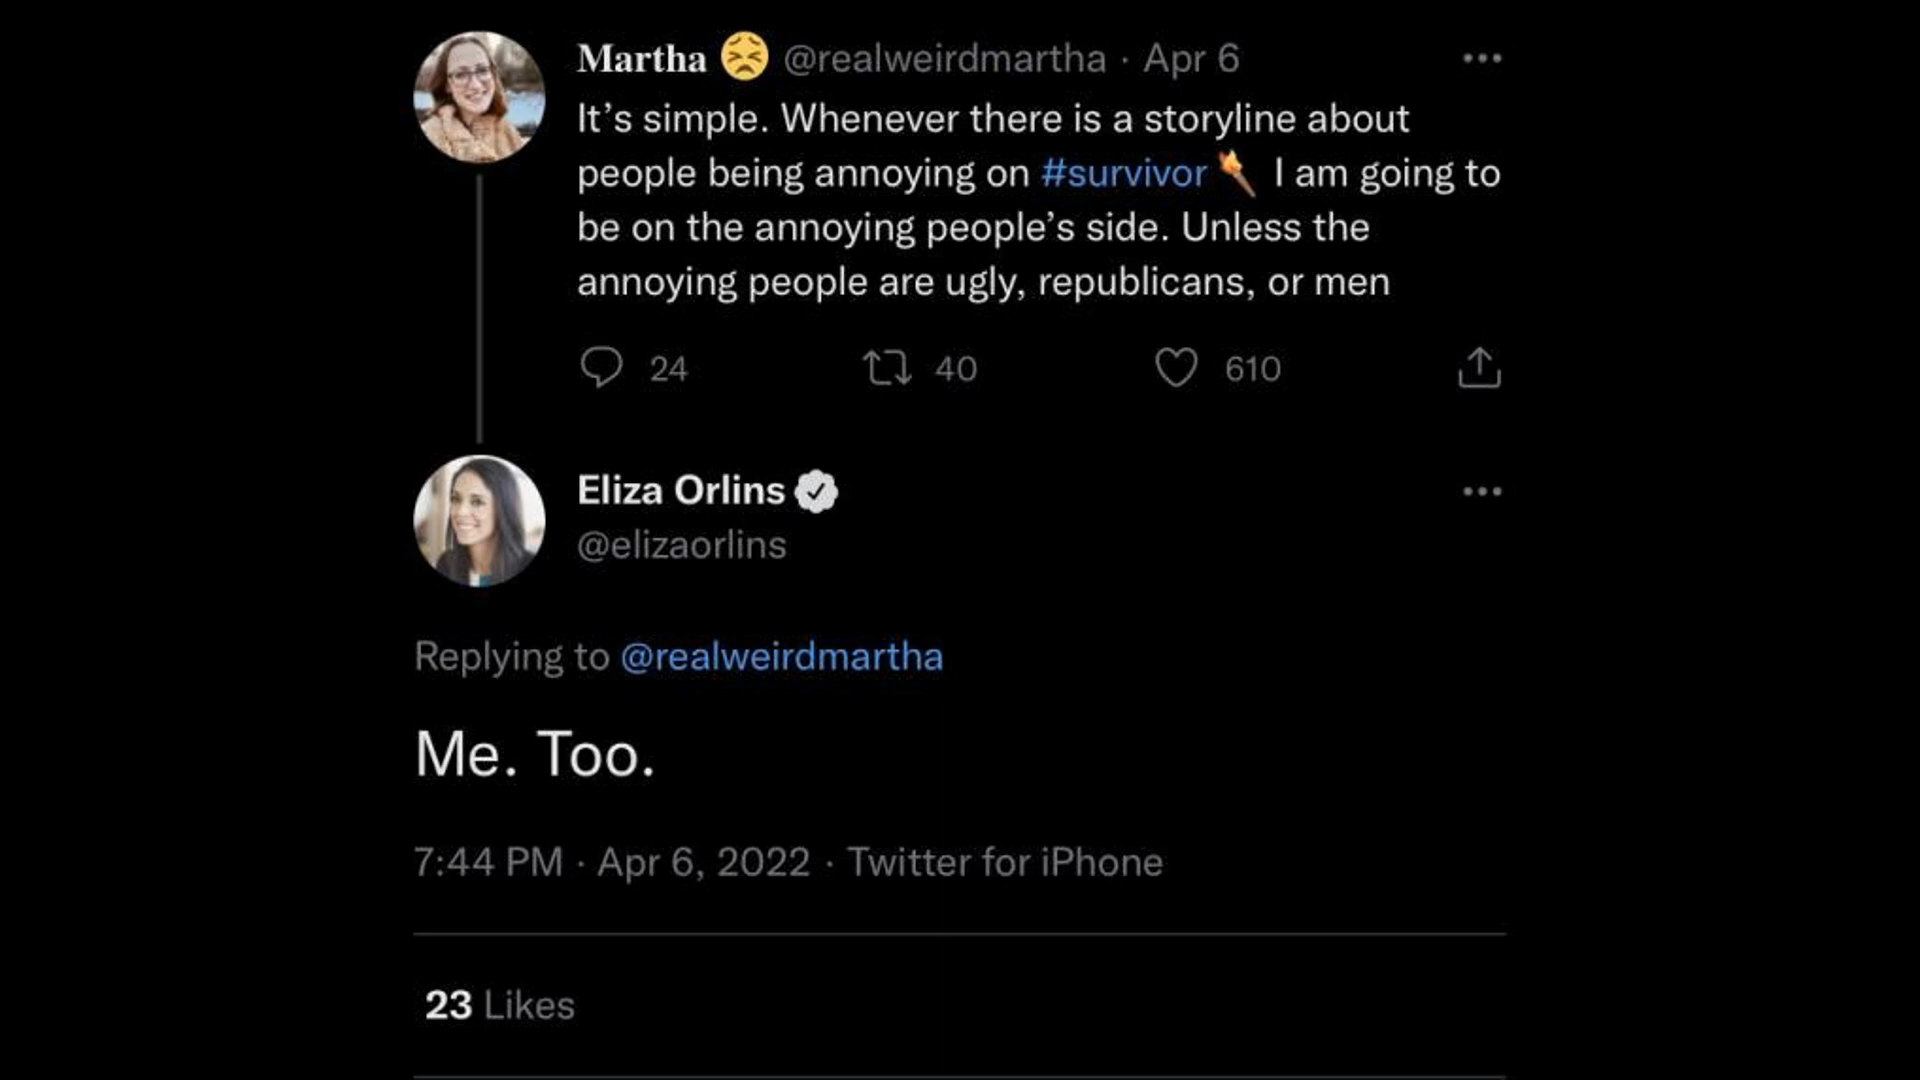 Martha 😣 @realweirdmartha · Apr 6
It’s simple. Whenever there is a storyline about
people being annoying on #survivor I am going to
be on the annoying people’s side. Unless the
annoying people are ugly, republicans, or men
24 40 610
Eliza Orlins
@elizaorlins
Replying to @realweirdmartha
Me. Too.
7:44 PM · Apr 6, 2022 · Twitter for iPhone
23 Likes